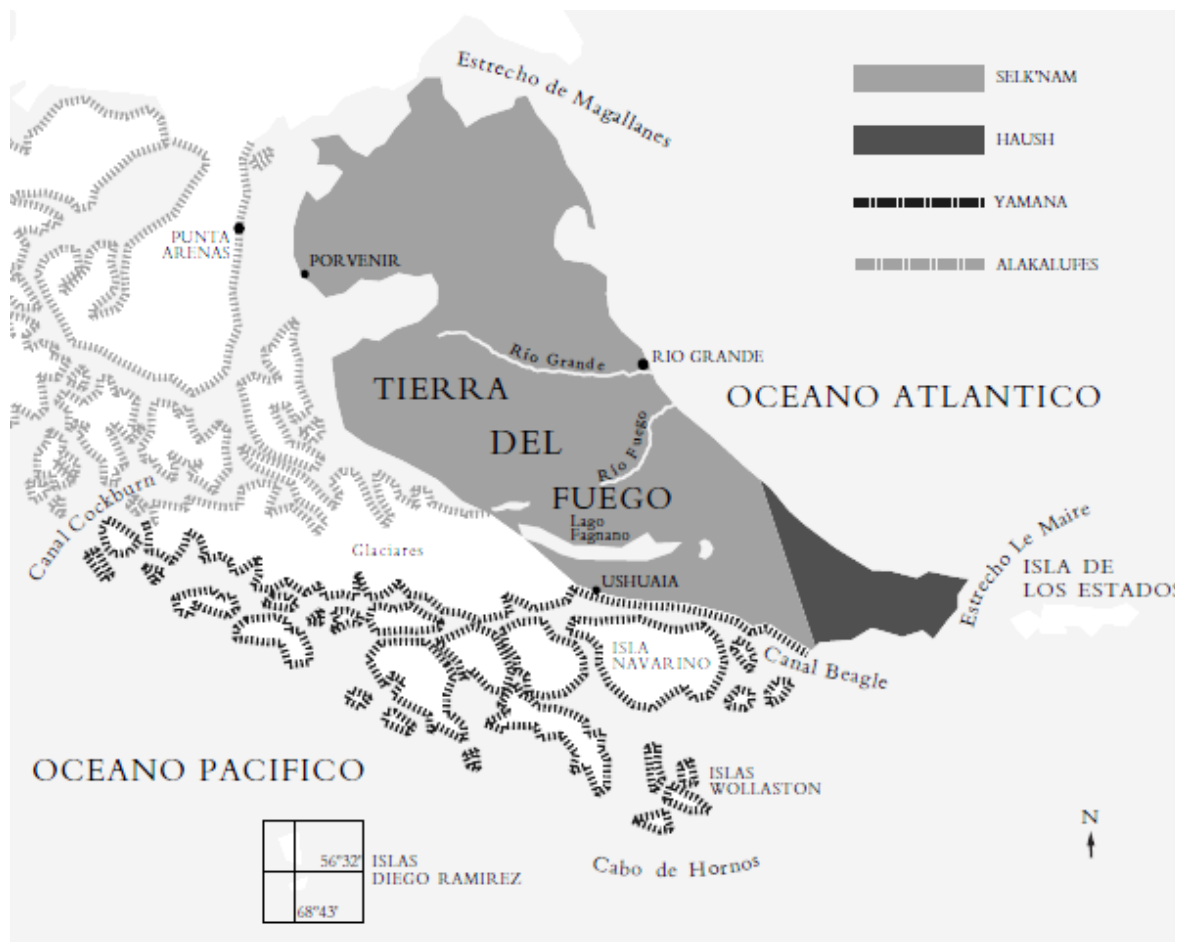 Estrecho de Magallanes
SELK'NAM
HAUSH
YAMANA
ALAKALUFES
PUNTA
ARENAS
PORVENIR
Río Grande
RIO GRANDE
TIERRA
DEL
FUEGO
OCEANO ATLANTICO
Río Fuego
Lago
Fagnano
Canal Cockburn
Glaciares
USHUAIA
Estrecho Le Maire
ISLA DE
LOS ESTADOS
ISLA
NAVARINO
Canal Beagle
OCEANO PACIFICO
ISLAS
WOLLASTON
N
56°32'
ISLAS
DIEGO RAMIREZ
68°43'
Cabo de Hornos